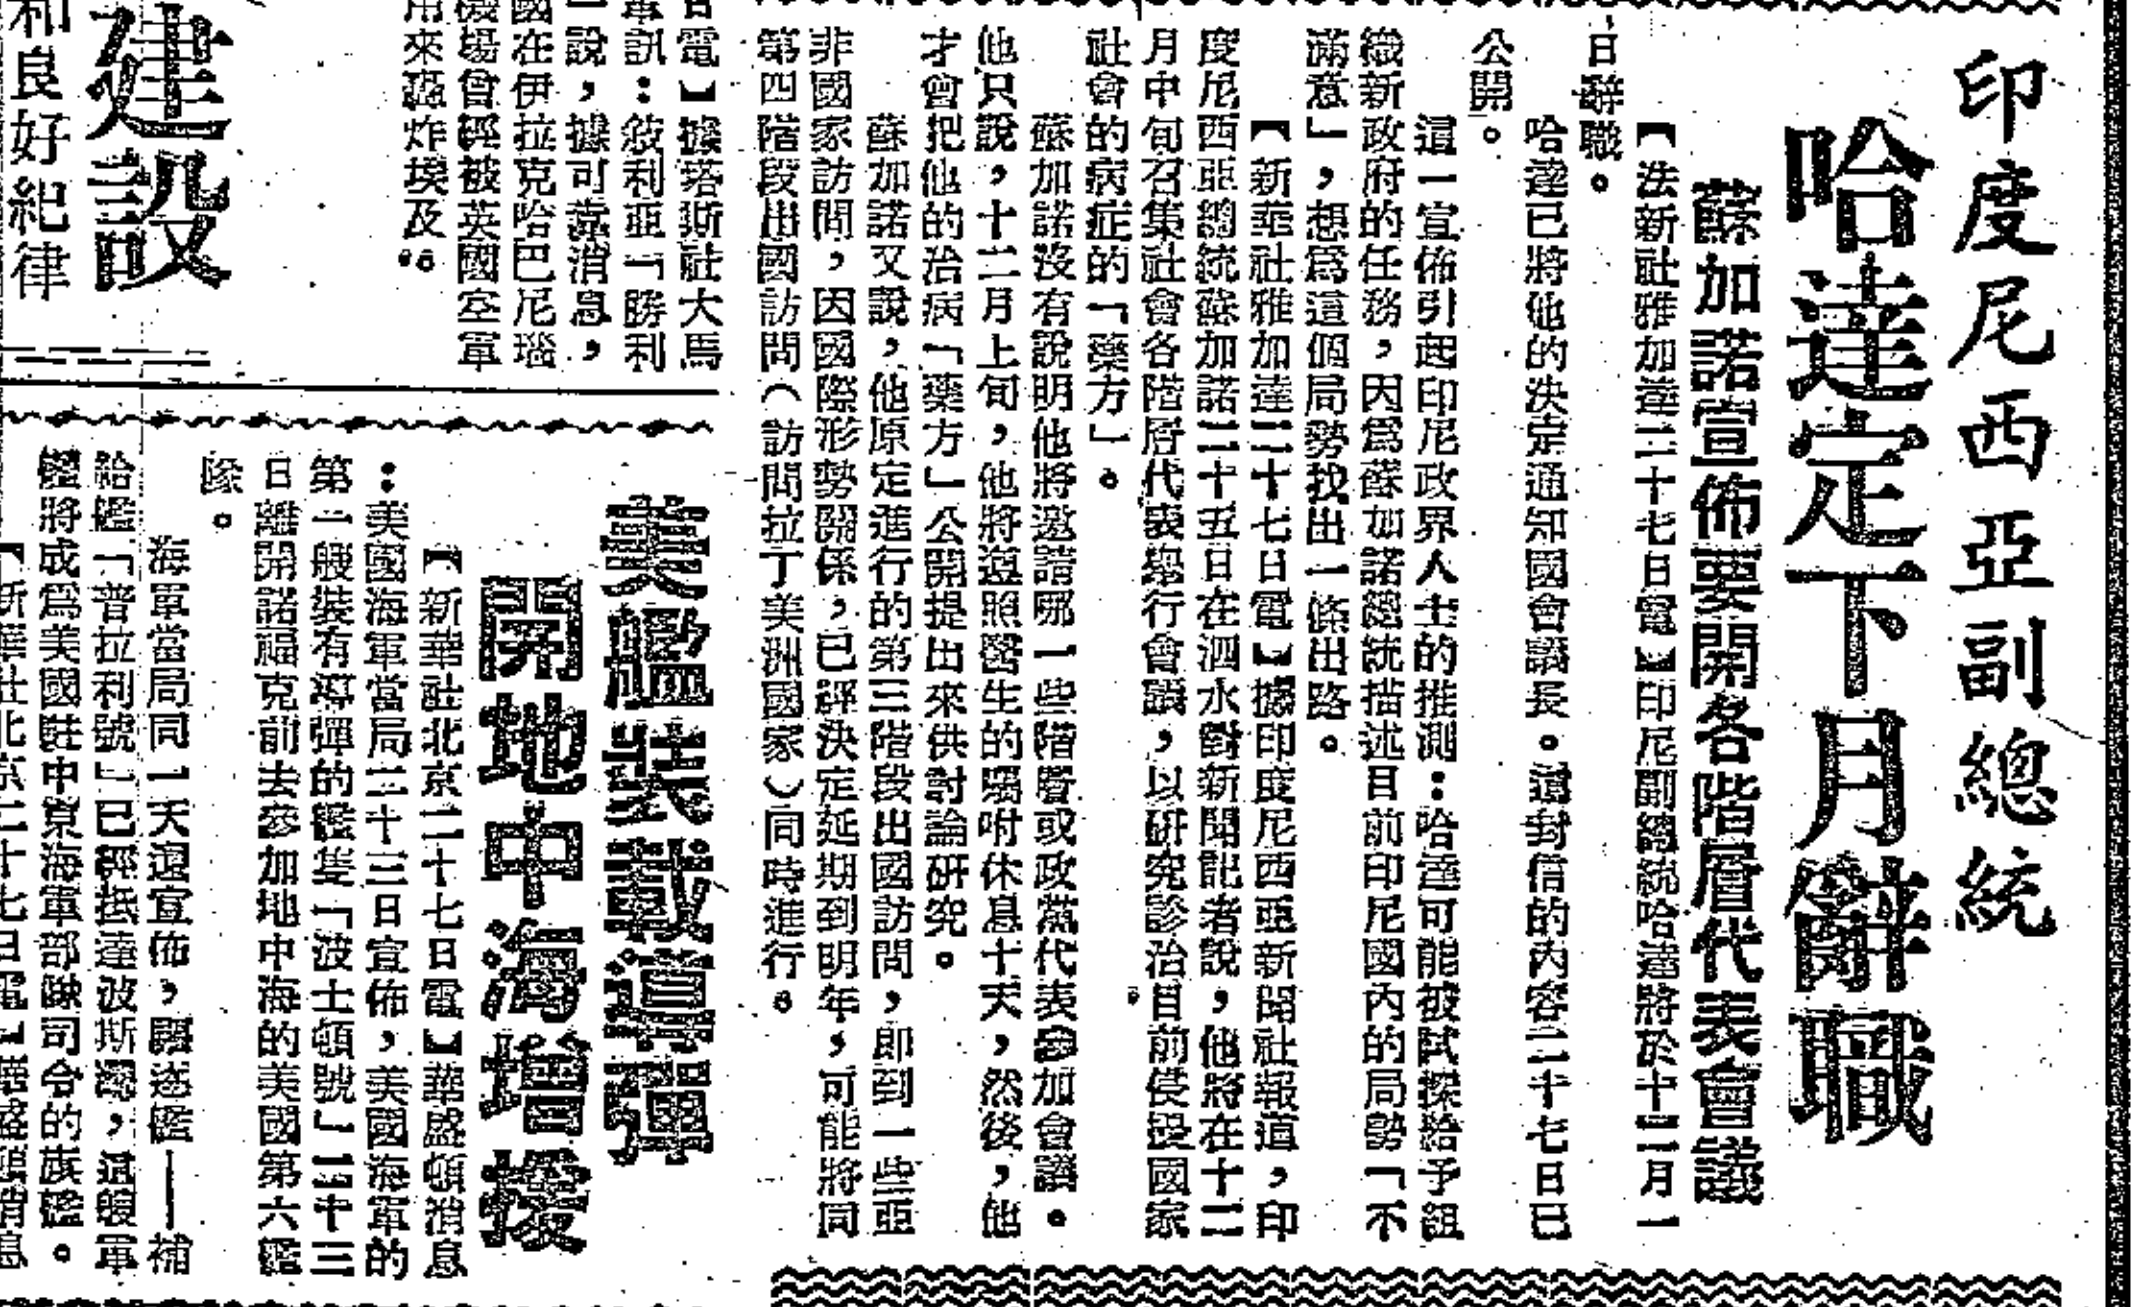 印度尼西亞副總統
哈達定下月辭職
蘇加諾宣佈要開各階層代表會議
【法新社雅加達二十七日電】印尼副總統哈達將於十二月一
日辭職。
哈達已將他的決定通知國會議長。這封信的內容二十七日已
公開。
這一宣佈引起印尼政界人士的推測：哈達可能被試探給予組
織新政府的任務，因爲蘇加諾總統描述目前印尼國內的局勢「不
滿意」，想爲這個局勢找出一條出路。
【新華社雅加達二十七日電】據印度尼西亞新聞社報道，印
度尼西亞總統蘇加諾二十五日在泗水對新聞記者說，他將在十二
月中旬召集社會各階層代表舉行會議，以研究診治目前侵擾國家
社會的病症的「藥方」。
蘇加諾沒有說明他將邀請哪一些階層或政黨代表參加會議。
他只說，十二月上旬，他將遵照醫生的囑咐休息十天，然後，他
才會把他的治病「藥方」公開提出來供討論研究。
蘇加諾又說，他原定進行的第三階段出國訪問，即到一些亞
非國家訪問，因國際形勢關係，已經決定延期到明年，可能將同
第四階段出國訪問（訪問拉丁美洲國家）同時進行。
日電】據塔斯社大馬
軍訊：敘利亞「勝利
一說，據可靠消息，
國在伊拉克哈巴尼瑙
機場曾經被英國空軍
用來轟炸埃及。
建設
和良好紀律
美艦裝載導彈
開地中海增援
【新華社北京二十七日電】華盛頓消息
：美國海軍當局二十三日宣佈，美國海軍的
第一艘裝有導彈的艦隻「波士頓號」二十三
日離開諾福克前去參加地中海的美國第六艦
隊。
海軍當局同一天還宣佈，驅逐艦——補
給艦「普拉利號」已經抵達波斯灣，這艘軍
艦將成爲美國駐中東海軍部隊司令的旗艦。
【新華社北京二十七日電】華盛頓消息